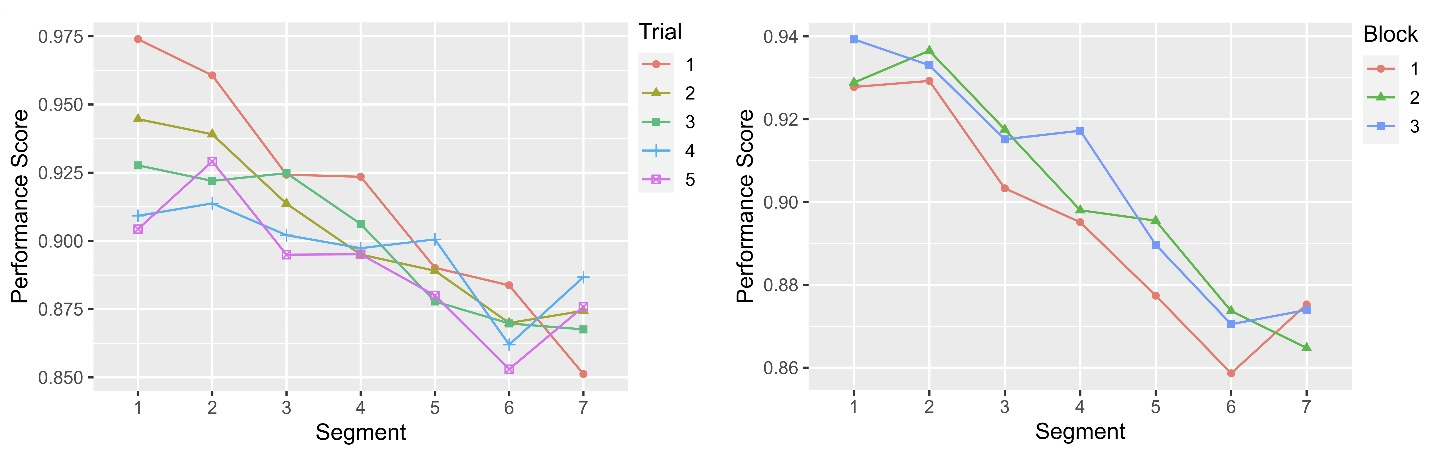 Performance Score
0.975
0.950
0.925
0.900
0.875
0.850
1 2 3 4 5 6 7
Segment
Trial
1
2
3
4
5
Performance Score
0.94
0.92
0.90
0.88
0.86
1 2 3 4 5 6 7
Segment
Block
1
2
3